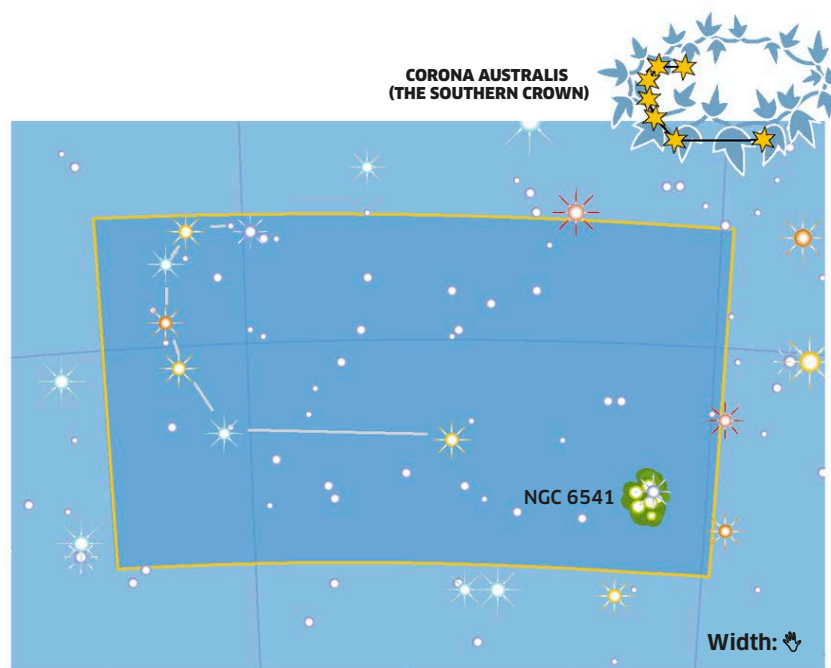 CORONA AUSTRALIS
(THE SOUTHERN CROWN)
NGC 6541
Width: